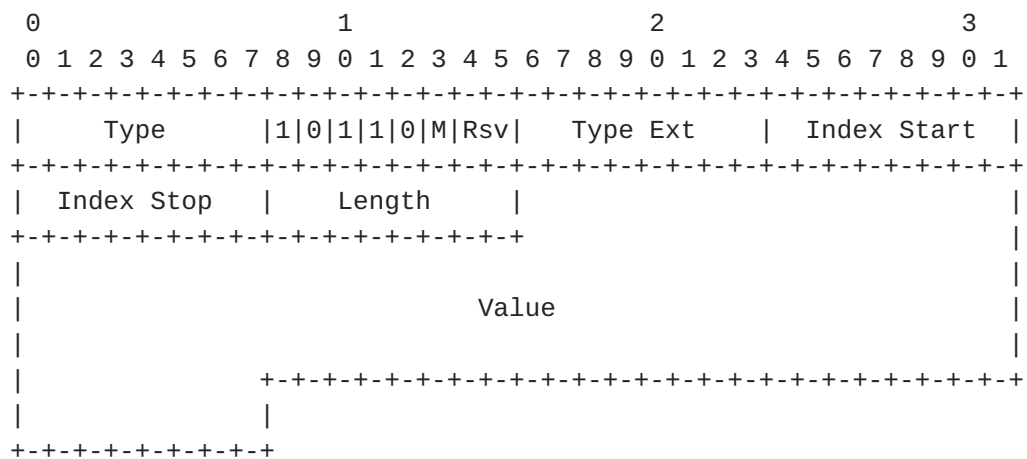 0                   1                   2                   3
 0 1 2 3 4 5 6 7 8 9 0 1 2 3 4 5 6 7 8 9 0 1 2 3 4 5 6 7 8 9 0 1
+-+-+-+-+-+-+-+-+-+-+-+-+-+-+-+-+-+-+-+-+-+-+-+-+-+-+-+-+-+-+-+-+
|     Type      |1|0|1|1|0|M|Rsv|   Type Ext    |  Index Start  |
+-+-+-+-+-+-+-+-+-+-+-+-+-+-+-+-+-+-+-+-+-+-+-+-+-+-+-+-+-+-+-+-+
|  Index Stop   |    Length     |                               |
+-+-+-+-+-+-+-+-+-+-+-+-+-+-+-+-+                               |
|                                                               |
|                             Value                             |
|                                                               |
|               +-+-+-+-+-+-+-+-+-+-+-+-+-+-+-+-+-+-+-+-+-+-+-+-+
|               |
+-+-+-+-+-+-+-+-+